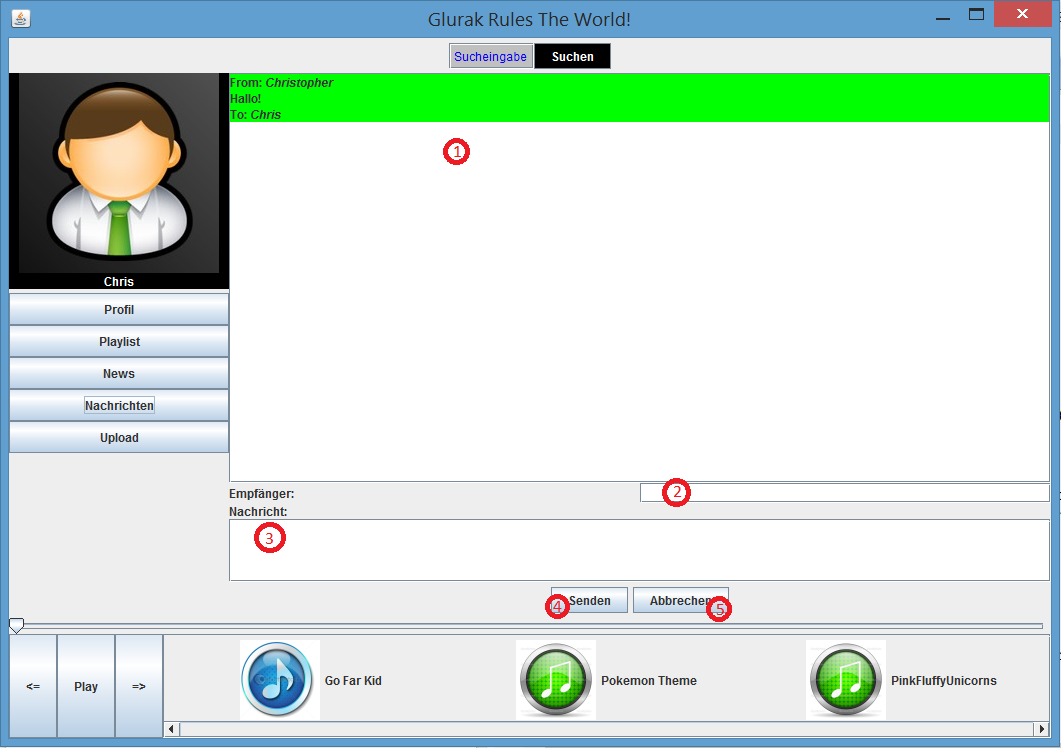 Glurak Rules The World!
Sucheingabe Suchen
From: Christopher
Hallo!
To: Chris
1
Chris
Profil
Playlist
News
Nachrichten
Upload
Empfänger:
2
Nachricht:
3
4 Senden
Abbrechen 5
<= Play =>
Go Far Kid
Pokemon Theme
PinkFluffyUnicorns